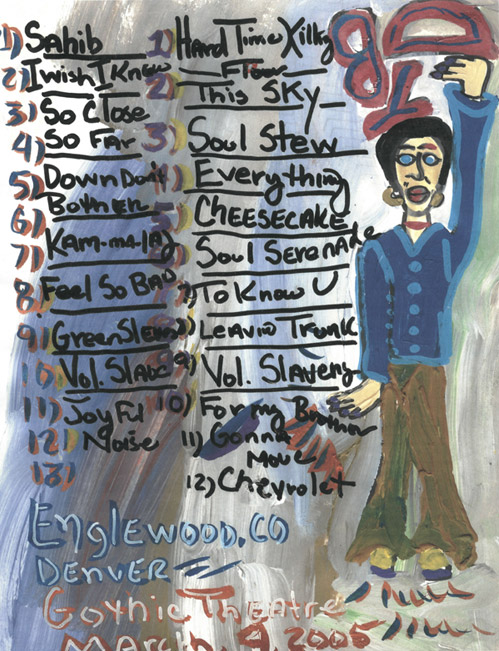 1) Sahib
2) I wish I Knew
3) So Close
4) So Far
5) Down Don't
Bother
6)
7) Kam-ma-lay
8) Feel So BAD
9) Green Sleeves
10) Vol. Slave
11) Joyful
12) Noise
13)
1) Hard Time Killing
Floor
2) This Sky
3) Soul Stew
4) Everything
5) CHEESECAKE
6) Soul Serenade
7) To Know U
8) Leavin Trunk
9) Vol. Slavery
10) For my Brother
11) Gonna
Move
12) Chevrolet
Englewood, CO
DENVER
Gothic Theatre
March, 9, 2005